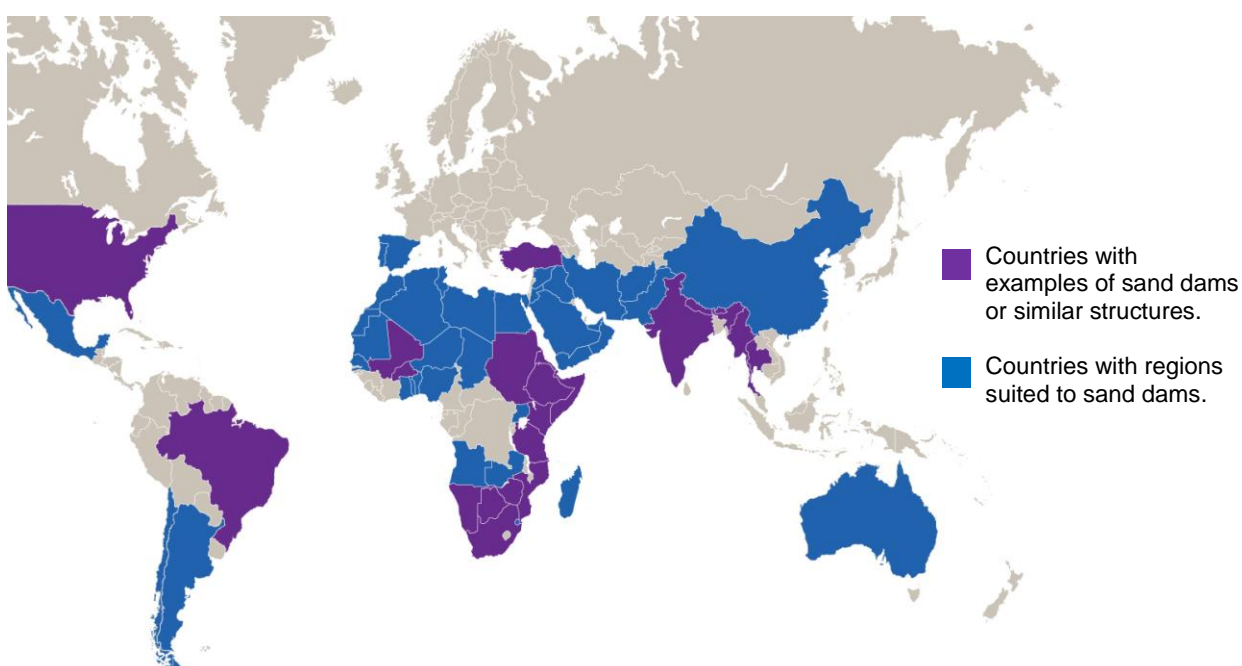 Countries with
examples of sand dams
or similar structures.
Countries with regions
suited to sand dams.